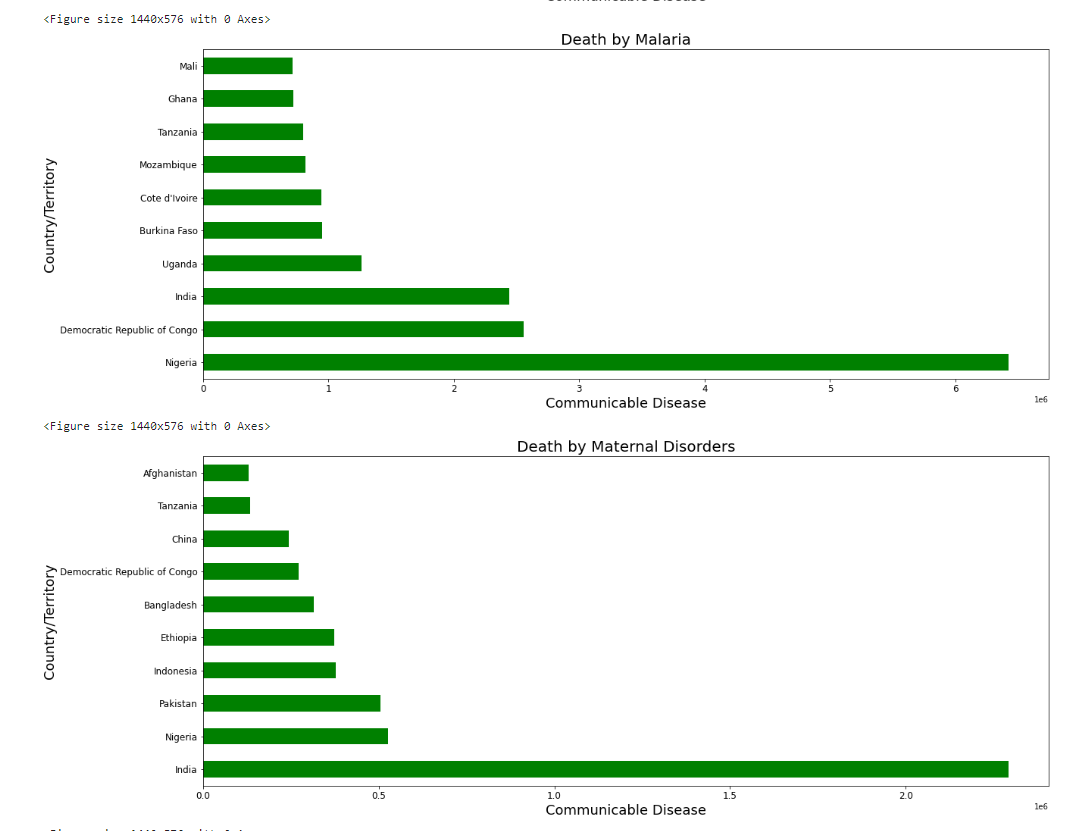 Communicable Disease
<Figure size 1440x576 with 0 Axes>
Death by Malaria
Country/Territory
Mali
Ghana
Tanzania
Mozambique
Cote d'Ivoire
Burkina Faso
Uganda
India
Democratic Republic of Congo
Nigeria
0 1 2 3 4 5 6
1e6
Communicable Disease
<Figure size 1440x576 with 0 Axes>
Death by Maternal Disorders
Country/Territory
Afghanistan
Tanzania
China
Democratic Republic of Congo
Bangladesh
Ethiopia
Indonesia
Pakistan
Nigeria
India
0.0 0.5 1.0 1.5 2.0
1e6
Communicable Disease